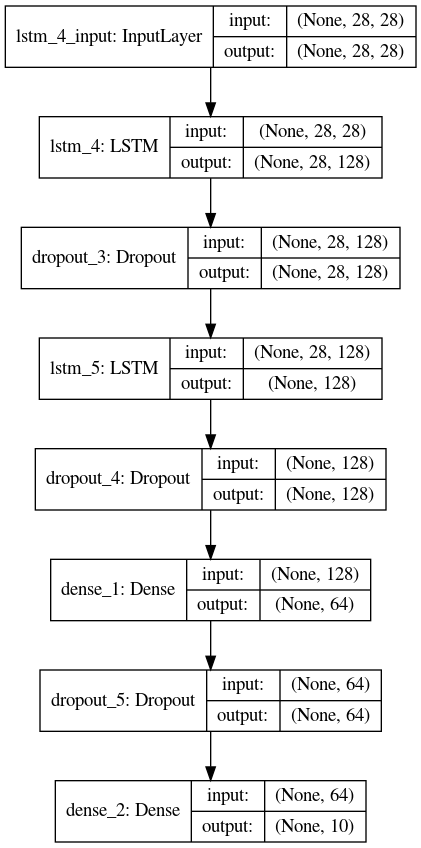 lstm_4_input: InputLayer
input: (None, 28, 28)
output: (None, 28, 28)
lstm_4: LSTM
input: (None, 28, 28)
output: (None, 28, 128)
dropout_3: Dropout
input: (None, 28, 128)
output: (None, 28, 128)
lstm_5: LSTM
input: (None, 28, 128)
output: (None, 128)
dropout_4: Dropout
input: (None, 128)
output: (None, 128)
dense_1: Dense
input: (None, 128)
output: (None, 64)
dropout_5: Dropout
input: (None, 64)
output: (None, 64)
dense_2: Dense
input: (None, 64)
output: (None, 10)